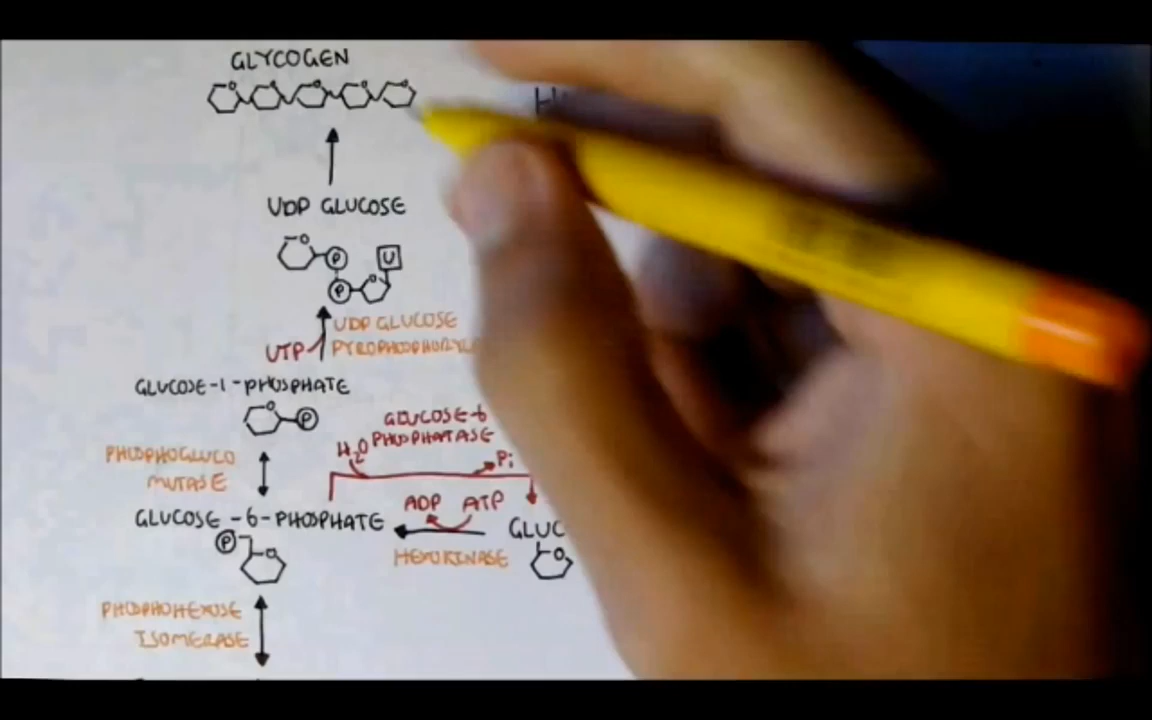 GLYCOGEN
UDP GLUCOSE
P U
P
UDP GLUCOSE
UTP
GLUCOSE-1-PHOSPHATE
P
GLUCOSE-6
PHOSPHATASE
PHOSPHOGLUCO
MUTASE
H2O Pi
ADP ATP
GLUCOSE-6-PHOSPHATE GLUC
P
HEXOKINASE
PHOSPHOHEXOSE
ISOMERASE